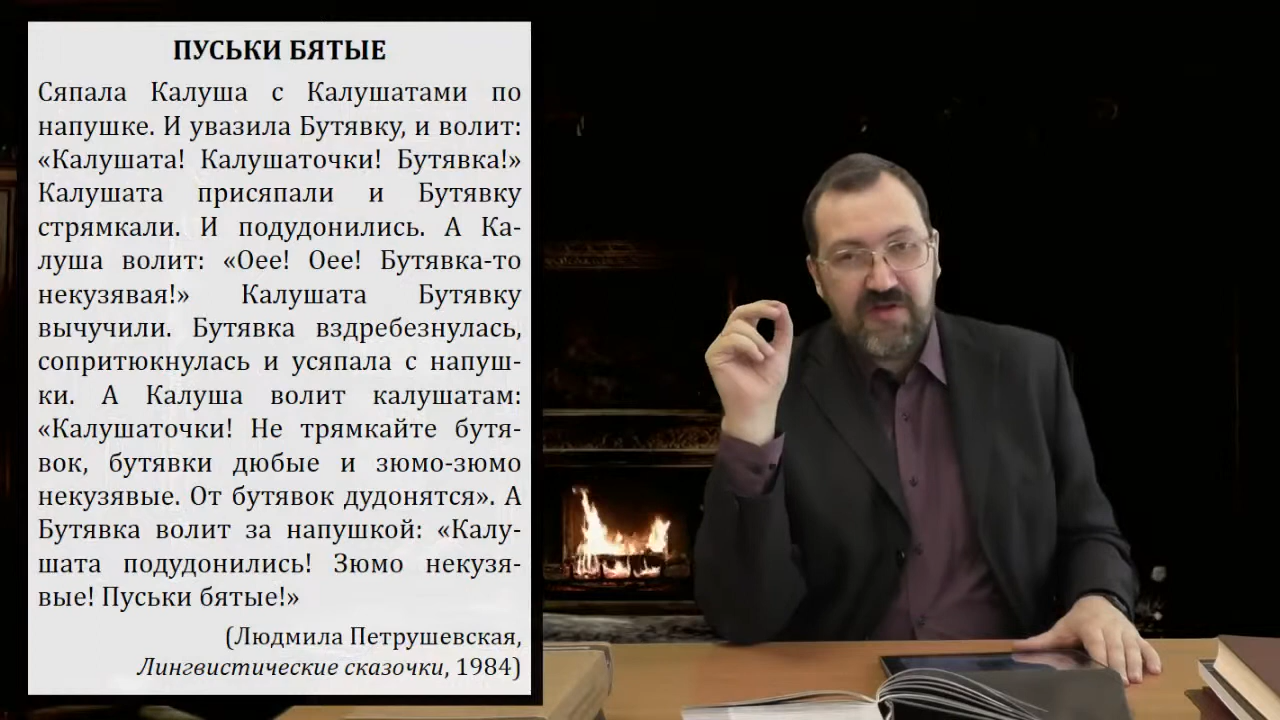 ПУСЬКИ БЯТЫЕ
Сяпала Калуша с Калушатами по
напушке. И увазила Бутявку, и волит:
«Калушата! Калушаточки! Бутявка!»
Калушата присяпали и Бутявку
стрямкали. И подудонились. А Ка-
луша волит: «Оее! Оее! Бутявка-то
некузявая!» Калушата Бутявку
вычучили. Бутявка вздребезнулась,
сопритюкнулась и усяпала с напуш-
ки. А Калуша волит калушатам:
«Калушаточки! Не трямкайте бутя-
вок, бутявки дюбые и зюмо-зюмо
некузявые. От бутявок дудонятся». А
Бутявка волит за напушкой: «Калу-
шата подудонились! Зюмо некузя-
вые! Пуськи бятые!»
(Людмила Петрушевская,
Лингвистические сказочки, 1984)